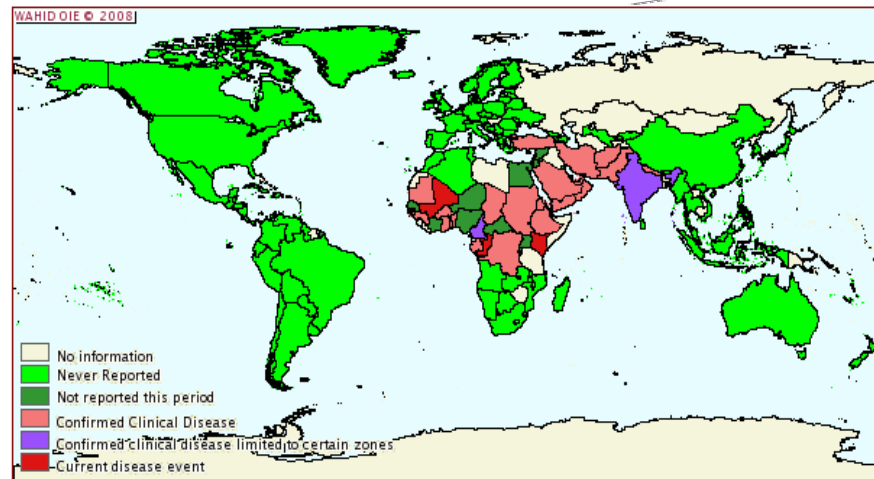 WAHID OIE © 2008
No information
Never Reported
Not reported this period
Confirmed Clinical Disease
Confirmed clinical disease limited to certain zones
Current disease event